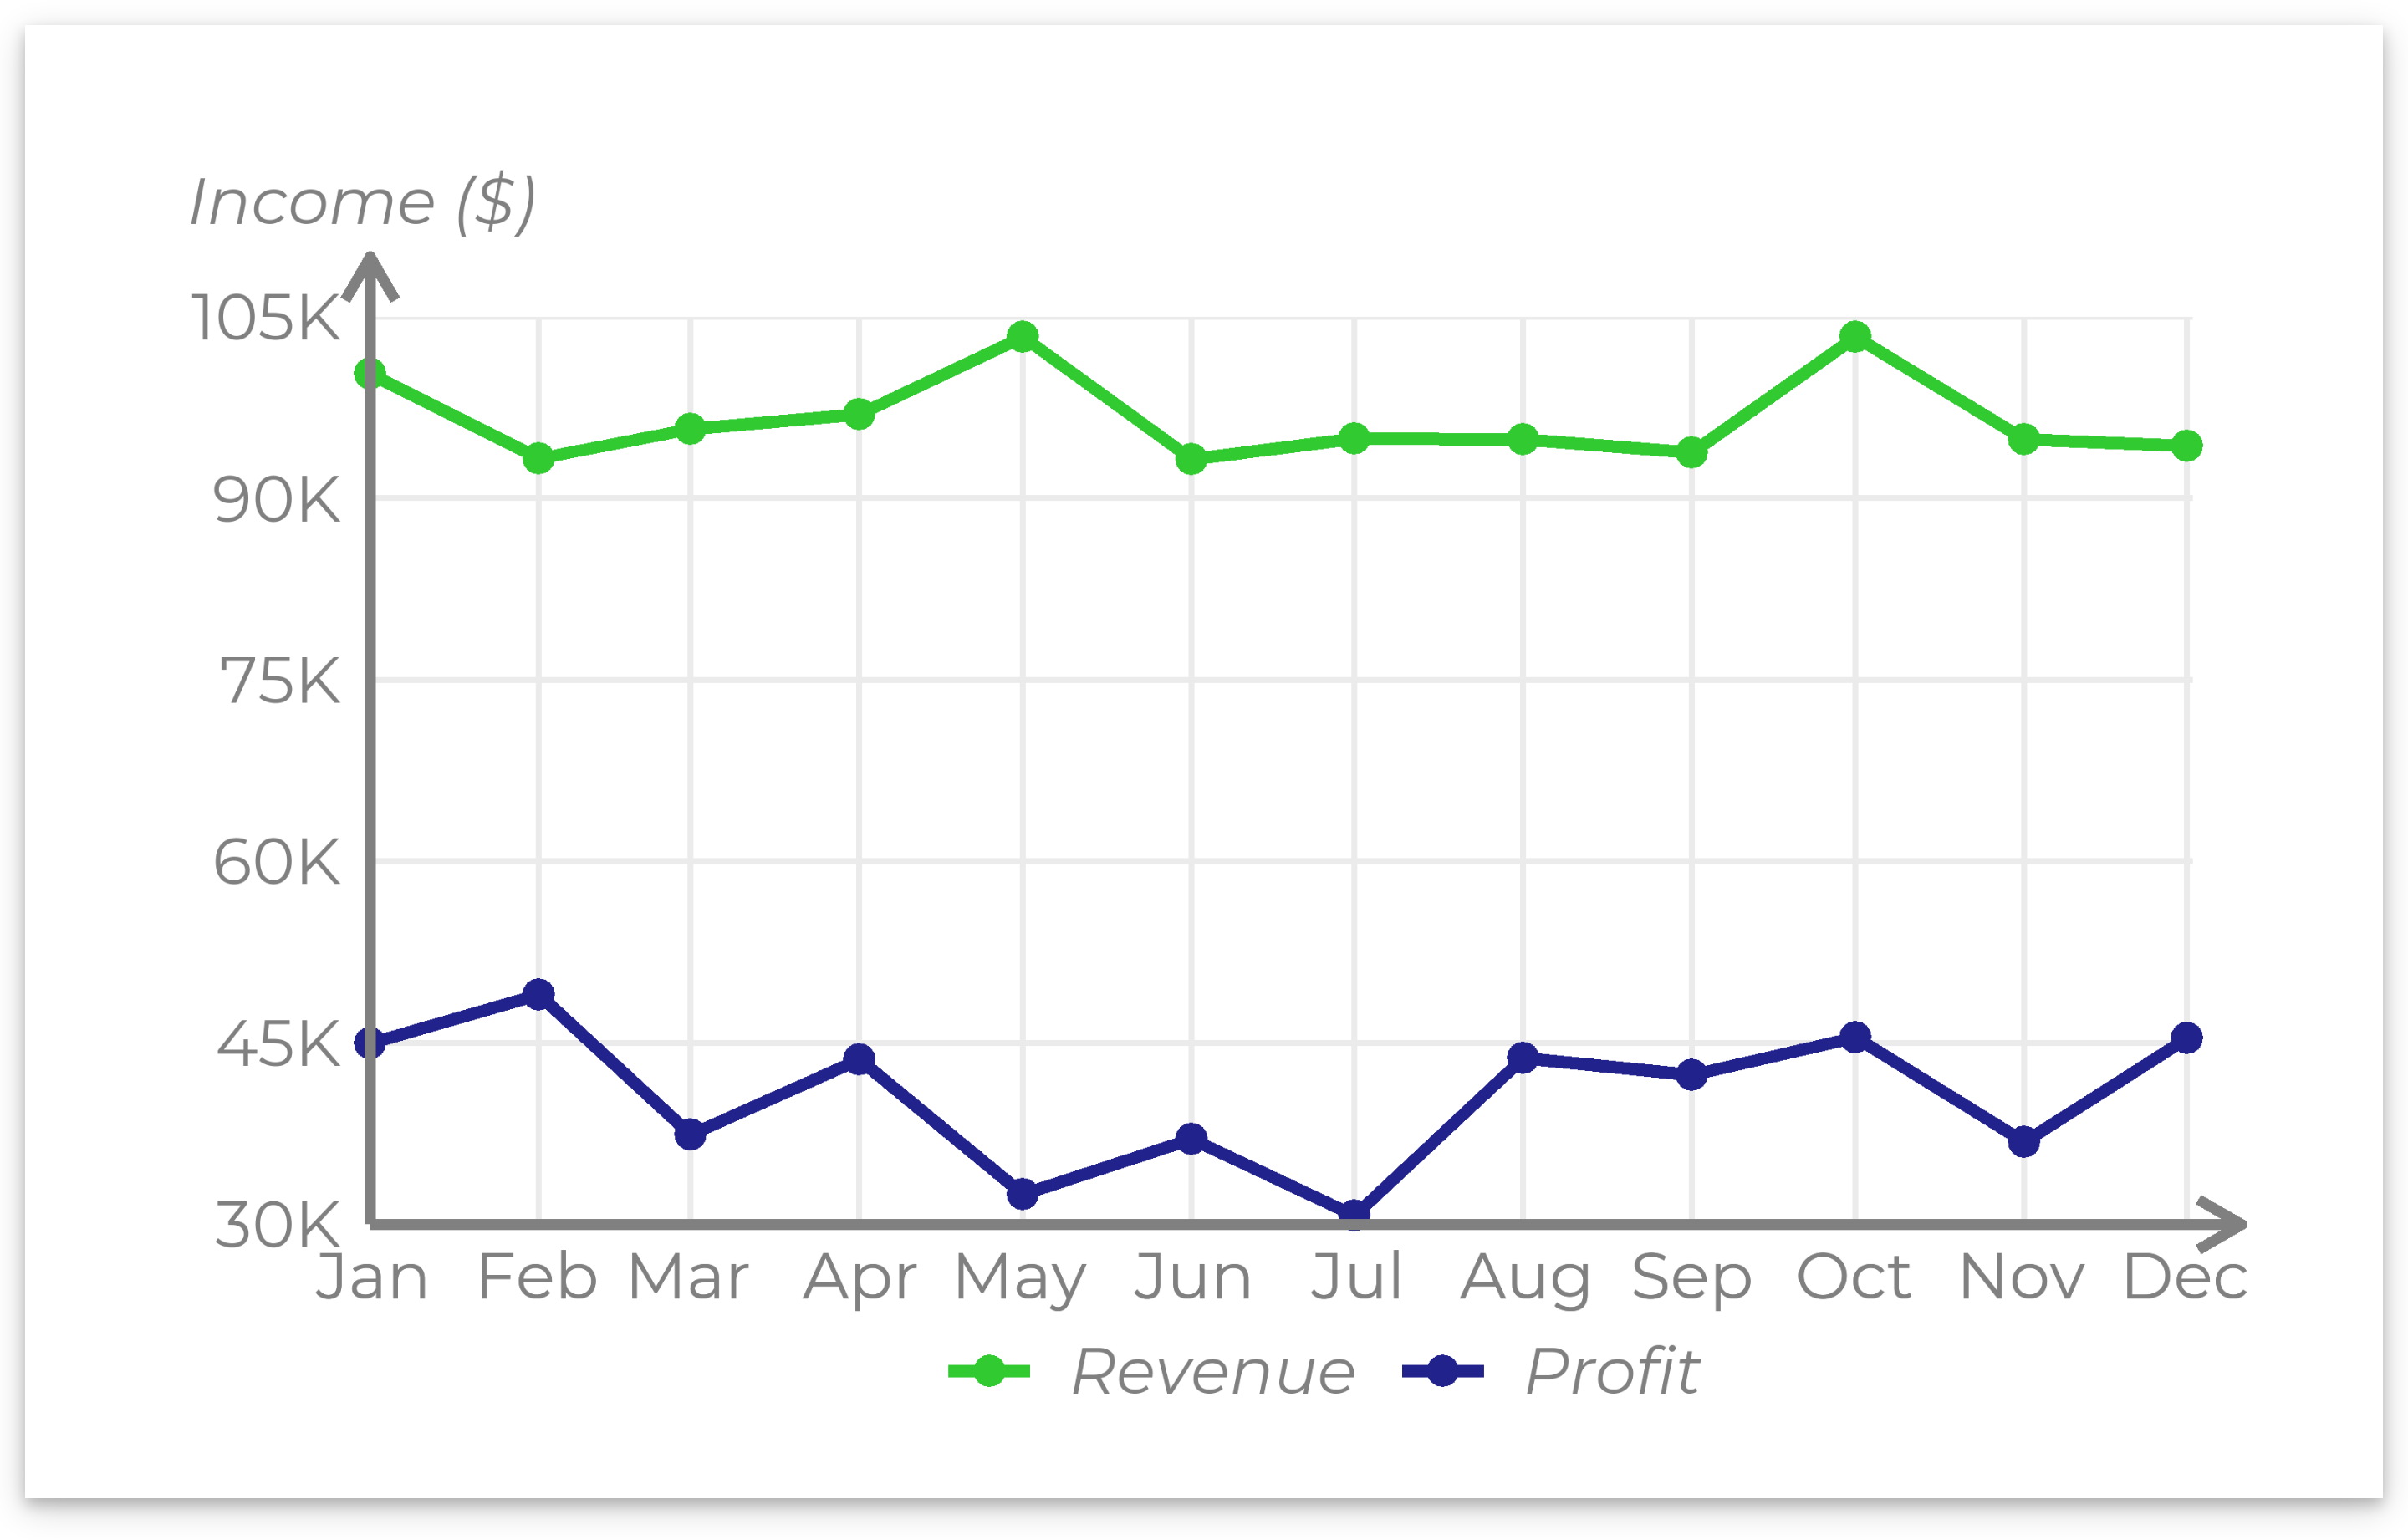 Income ($)
105K
90K
75K
60K
45K
30K
Jan Feb Mar Apr May Jun Jul Aug Sep Oct Nov Dec
Revenue Profit